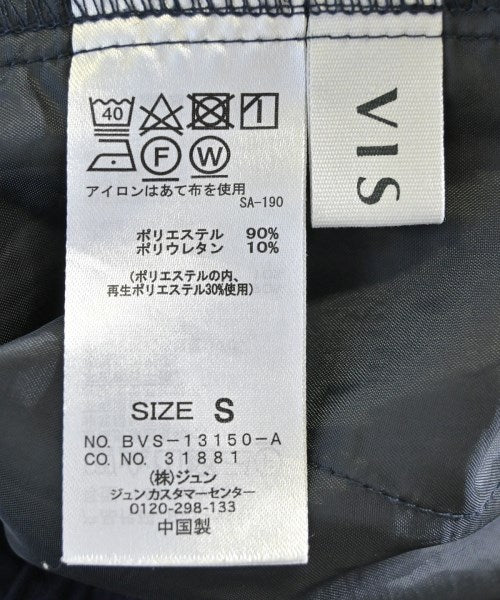 40
F W
アイロンはあて布を使用
SA-190
ポリエステル 90%
ポリウレタン 10%
(ポリエステルの内、
再生ポリエステル30%使用)
SIZE S
NO. BVS-13150-A
CO. NO. 31881
(株)ジュン
ジュン カスタマーセンター
0120-298-133
中国製
VIS